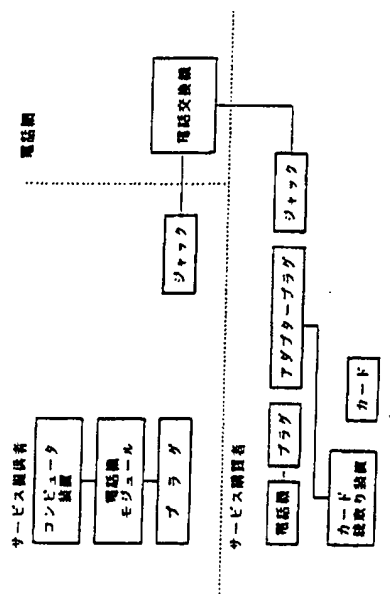 電話網
電話交換機
ジャック
サービス提供者
コンピュータ
装置
電話機
モジュール
プラグ
サービス購買者
電話機
プラグ
アダプタープラグ
ジャック
カード
読取り装置
カード